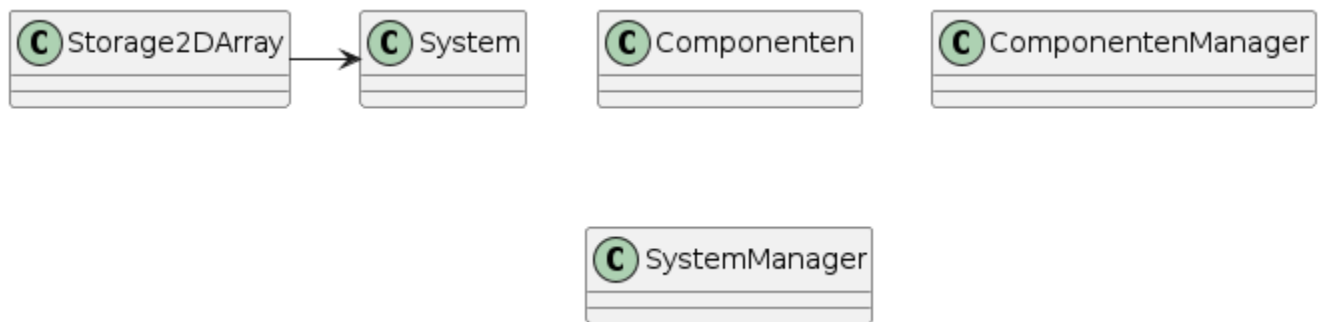 C Storage2DArray
C System
C Componenten
C ComponentenManager
C SystemManager